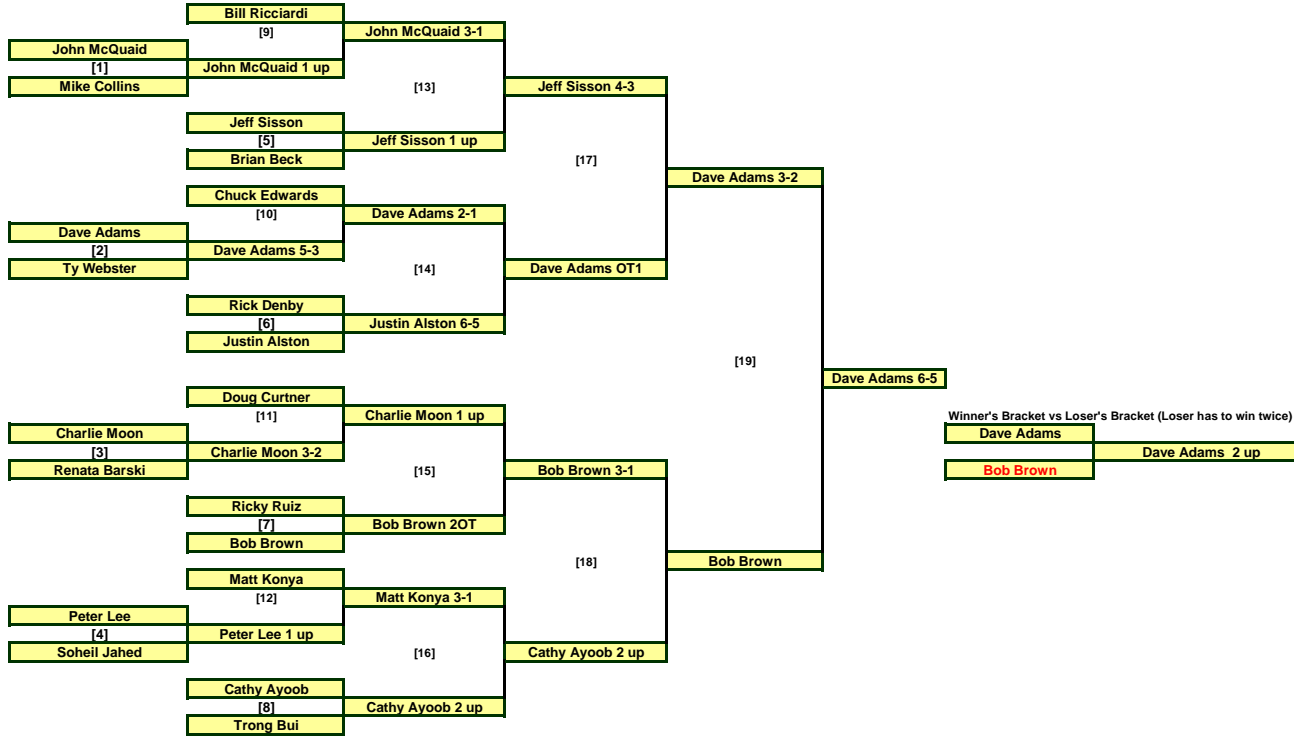 Bill Ricciardi
[9]
John McQuaid 3-1
John McQuaid
[1]
John McQuaid 1 up
Mike Collins
[13]
Jeff Sisson 4-3
Jeff Sisson
[5]
Jeff Sisson 1 up
Brian Beck
[17]
Dave Adams 3-2
Chuck Edwards
[10]
Dave Adams 2-1
Dave Adams
[2]
Dave Adams 5-3
Ty Webster
[14]
Dave Adams OT1
Rick Denby
[6]
Justin Alston 6-5
Justin Alston
[19]
Dave Adams 6-5
Doug Curtner
[11]
Charlie Moon 1 up
Winner's Bracket vs Loser's Bracket (Loser has to win twice)
Charlie Moon
Dave Adams
[3]
Charlie Moon 3-2
Dave Adams  2 up
Renata Barski
[15]
Bob Brown 3-1
Bob Brown
Ricky Ruiz
[7]
Bob Brown 2OT
Bob Brown
[18]
Bob Brown
Matt Konya
[12]
Matt Konya 3-1
Peter Lee
[4]
Peter Lee 1 up
Soheil Jahed
[16]
Cathy Ayoob 2 up
Cathy Ayoob
[8]
Cathy Ayoob 2 up
Trong Bui